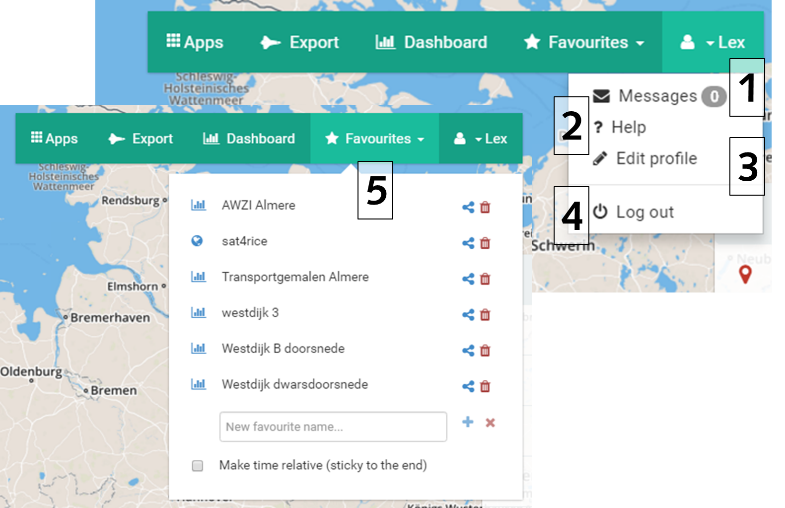 Apps Export Dashboard Favourites Lex
Schleswig-
Holsteinisches
Wattenmeer
1
Messages 0
2
Help
Edit profile
3
4
Log out
Schwerin
Neub
Apps Export Dashboard Favourites Lex
Schleswig-
Holsteinisches
Wattenmeer
5
Rendsburg
AWZI Almere
sat4rice
Transportgemalen Almere
Elmshorn
westdijk 3
Bremerhaven
Westdijk B doorsnede
Oldenburg
Westdijk dwarsdoorsnede
Bremen
New favourite name...
Make time relative (sticky to the end)